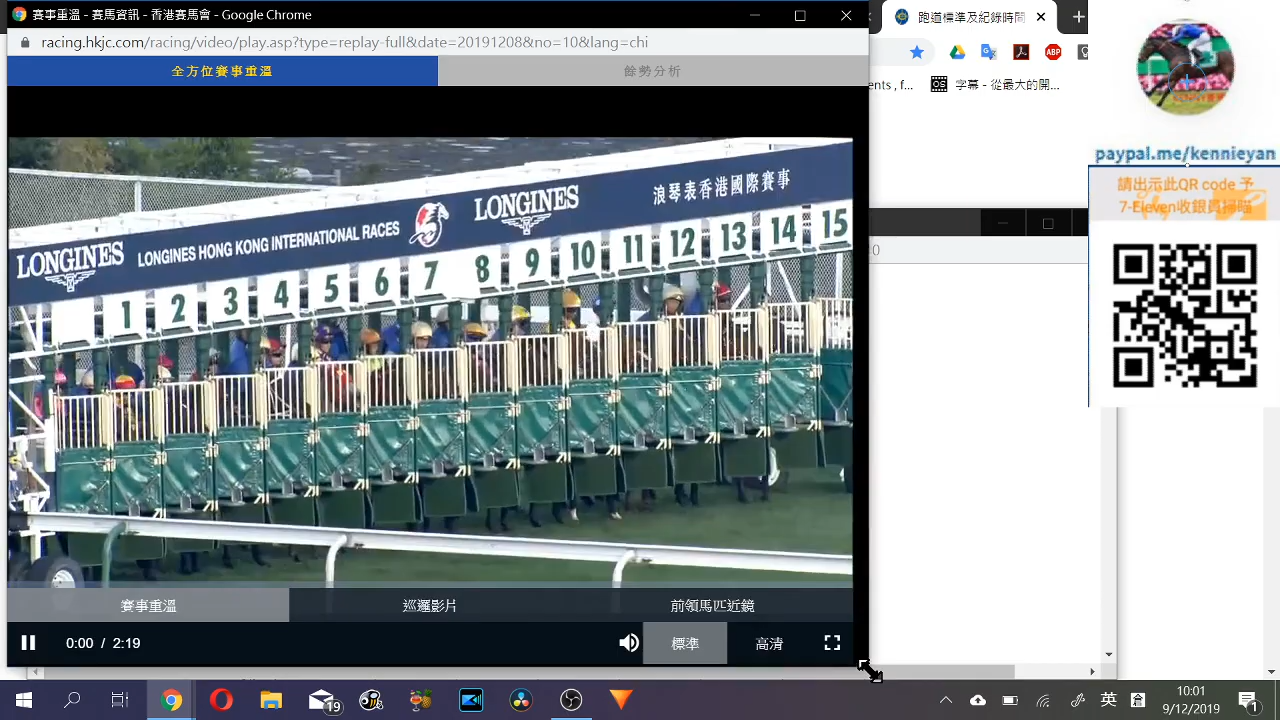 賽事重溫 - 賽馬資訊 - 香港賽馬會 - Google Chrome
racing.hkjc.com/racing/video/play.asp?type=replay-full&date=20191208&no=10&lang=chi
全方位賽事重溫
餘勢分析
LONGINES
LONGINES HONG KONG INTERNATIONAL RACES
LONGINES
浪琴表香港國際賽事
1 2 3 4 5 6 7 8 9 10 11 12 13 14 15
賽事重溫
巡邏影片
前領馬匹近鏡
0:00 / 2:19
標準
高清
跑道標準及紀錄時間
ABP
ents , f...
OS
字幕 - 從最大的開...
paypal.me/kennieyan
請出示此QR code 予
7-Eleven收銀員掃瞄
19
英
10:01
9/12/2019
1